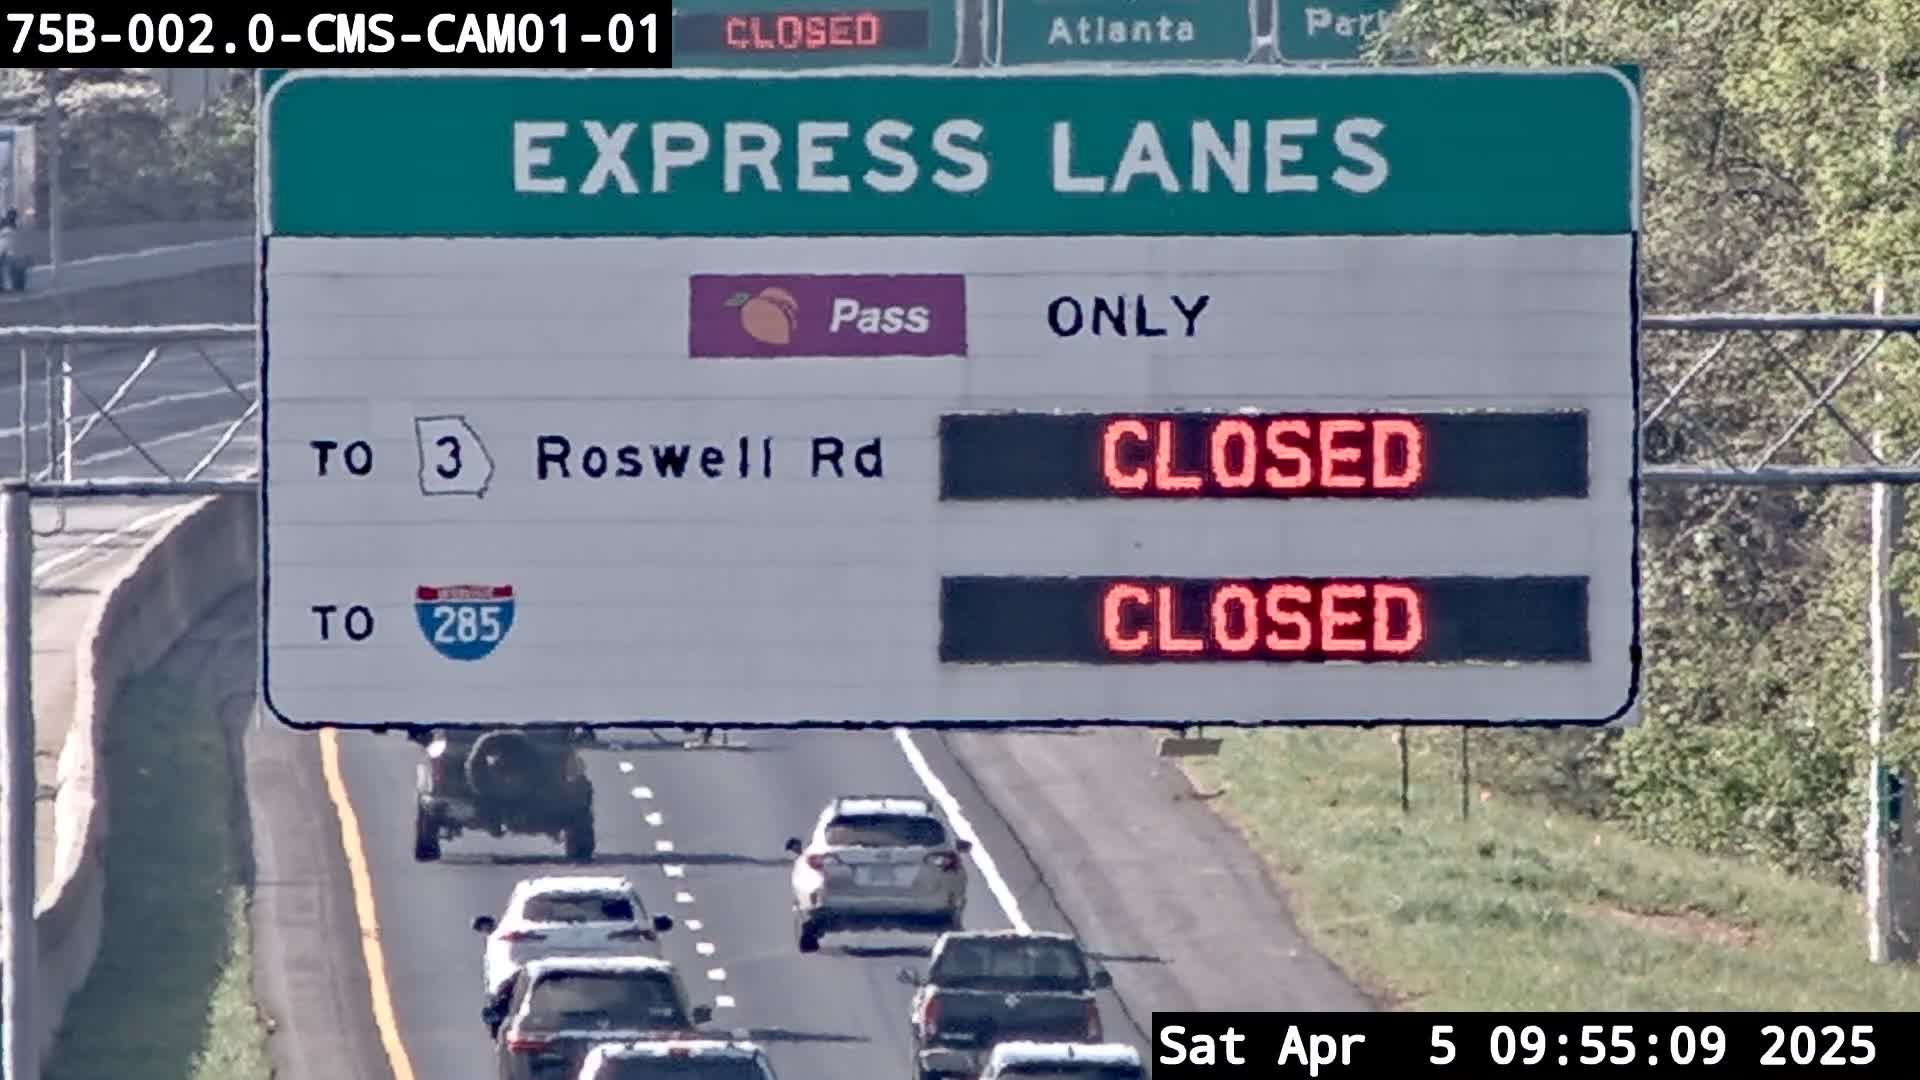 75B-002.0-CMS-CAM01-01
CLOSED
Atlanta
EXPRESS LANES
Pass ONLY
TO 3 Roswell Rd CLOSED
TO 285 CLOSED
Sat Apr 5 09:55:09 2025